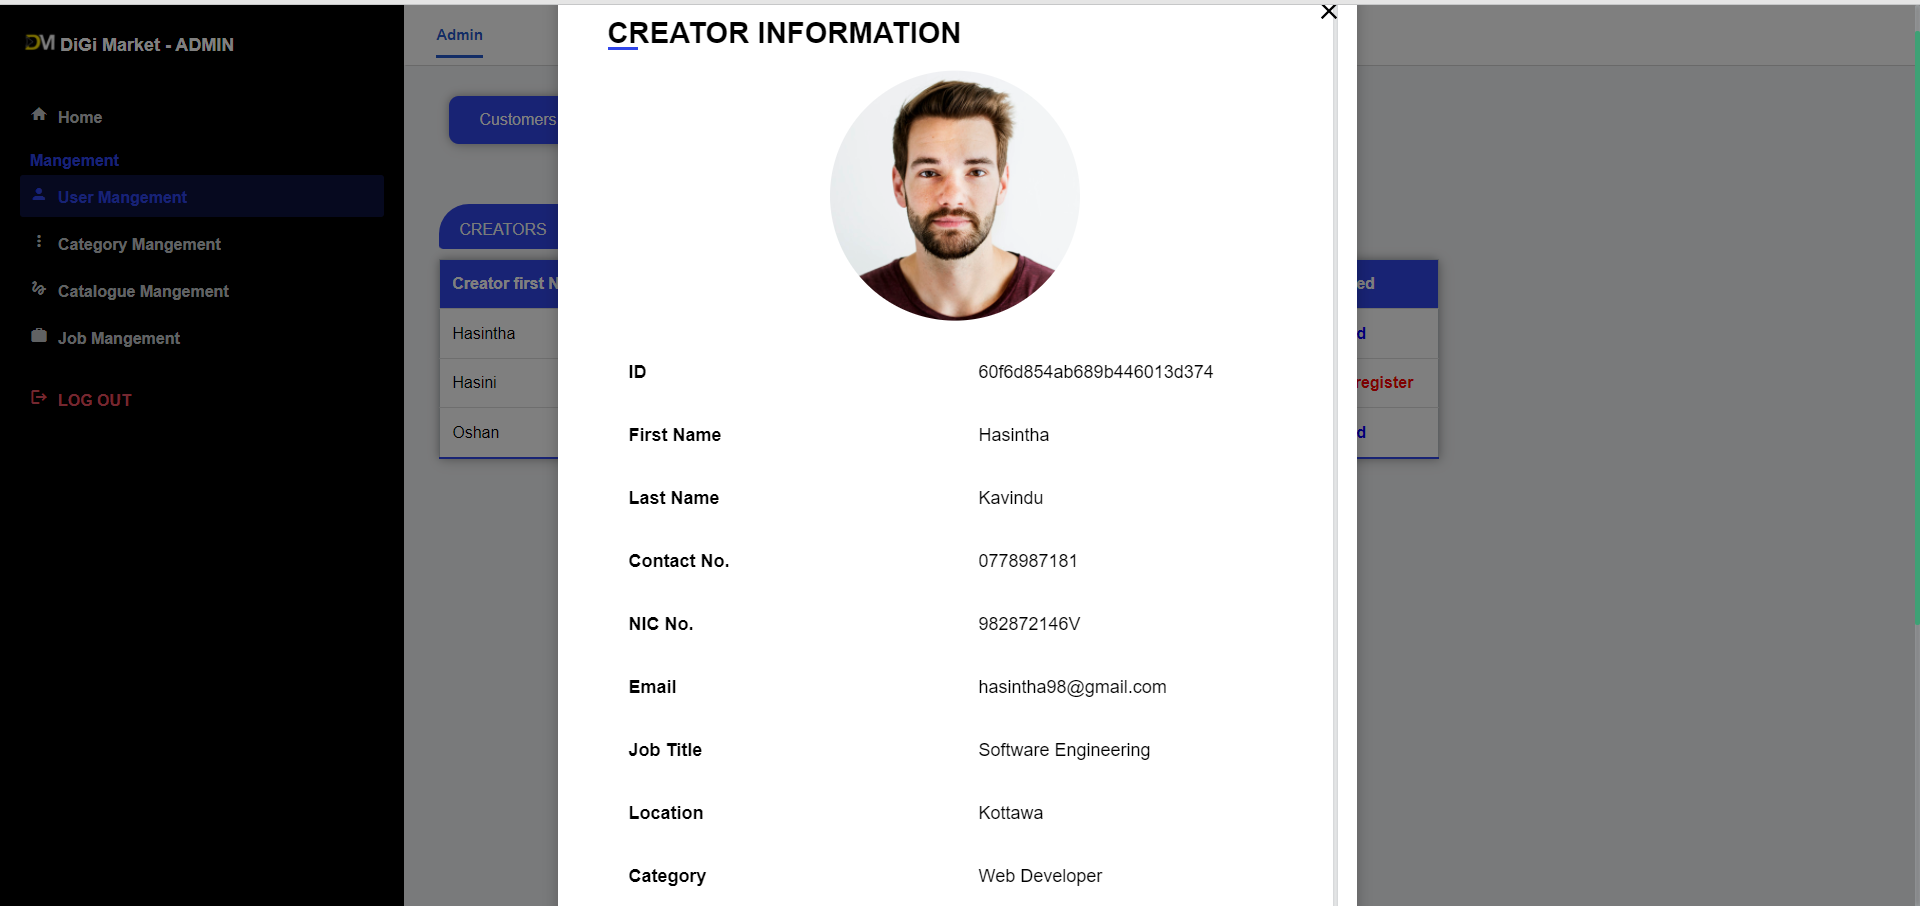 DM DiGi Market - ADMIN
Home
Mangement
User Mangement
Category Mangement
Catalogue Mangement
Job Mangement
LOG OUT
Admin
Customers
CREATORS
Creator first N
ed
Hasintha
d
Hasini
register
Oshan
d
CREATOR INFORMATION
ID 60f6d854ab689b446013d374
First Name Hasintha
Last Name Kavindu
Contact No. 0778987181
NIC No. 982872146V
Email hasintha98@gmail.com
Job Title Software Engineering
Location Kottawa
Category Web Developer